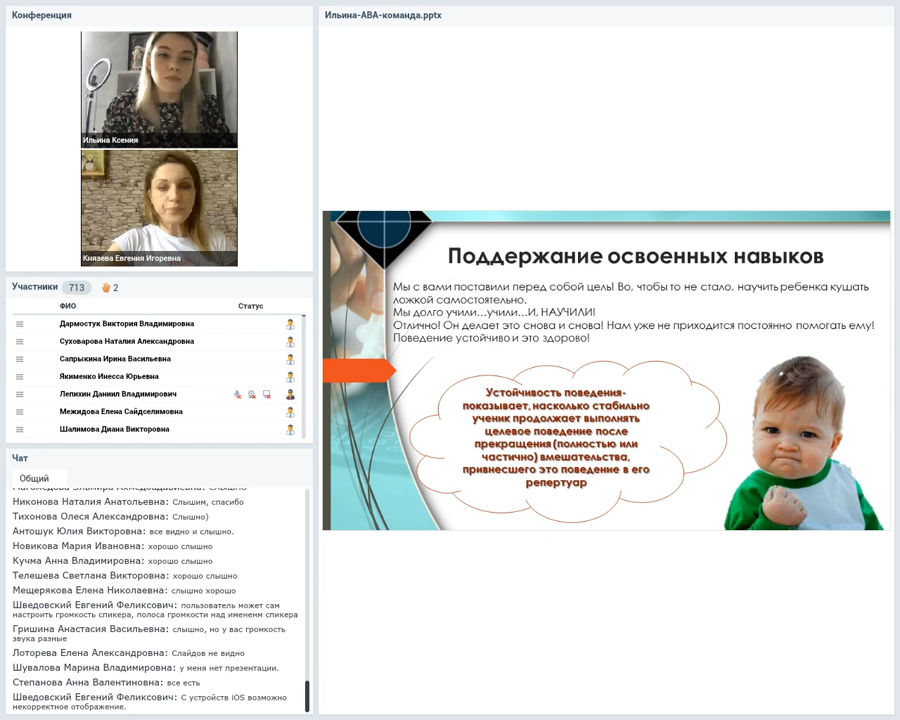 Конференция
Ильина Ксения
Князева Евгения Игоревна
Участники 713 2
ФИО Статус
Дармостук Виктория Владимировна
Суховарова Наталия Александровна
Сапрыкина Ирина Васильевна
Якименко Инесса Юрьевна
Лепихин Даниил Владимирович
Межидова Елена Сайдселимовна
Шалимова Диана Викторовна
Чат
Общий
Никонова Наталия Анатольевна: Слышим, спасибо
Тихонова Олеся Александровна: Слышно)
Антошук Юлия Викторовна: все видно и слышно.
Новикова Мария Ивановна: хорошо слышно
Кучма Анна Владимировна: хорошо слышно
Телешева Светлана Викторовна: хорошо слышно
Мещерякова Елена Николаевна: слышно хорошо
Шведовский Евгений Феликсович: пользователь может сам
настроить громкость спикера, полоса громкости над именем спикера
Гришина Анастасия Васильевна: слышно, но у вас громкость
звука разные
Лоторева Елена Александровна: Слайдов не видно
Шувалова Марина Владимировна: у меня нет презентации.
Степанова Анна Валентиновна: все есть
Шведовский Евгений Феликсович: С устройств iOS возможно
некорректное отображение.
Ильина-АВА-команда.pptx
Поддержание освоенных навыков
Мы с вами поставили перед собой цель! Во, чтобы то не стало, научить ребенка кушать
ложкой самостоятельно.
Мы долго учили...учили...И, НАУЧИЛИ!
Отлично! Он делает это снова и снова! Нам уже не приходится постоянно помогать ему!
Поведение устойчиво и это здорово!
Устойчивость поведения-
показывает, насколько стабильно
ученик продолжает выполнять
целевое поведение после
прекращения (полностью или
частично) вмешательства,
привнесшего это поведение в его
репертуар